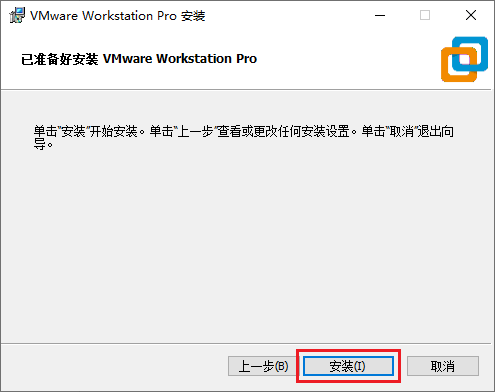 VMware Workstation Pro 安装
已准备好安装 VMware Workstation Pro
单击“安装”开始安装。单击“上一步”查看或更改任何安装设置。单击“取消”退出向
导。
上一步(B) 安装(I) 取消